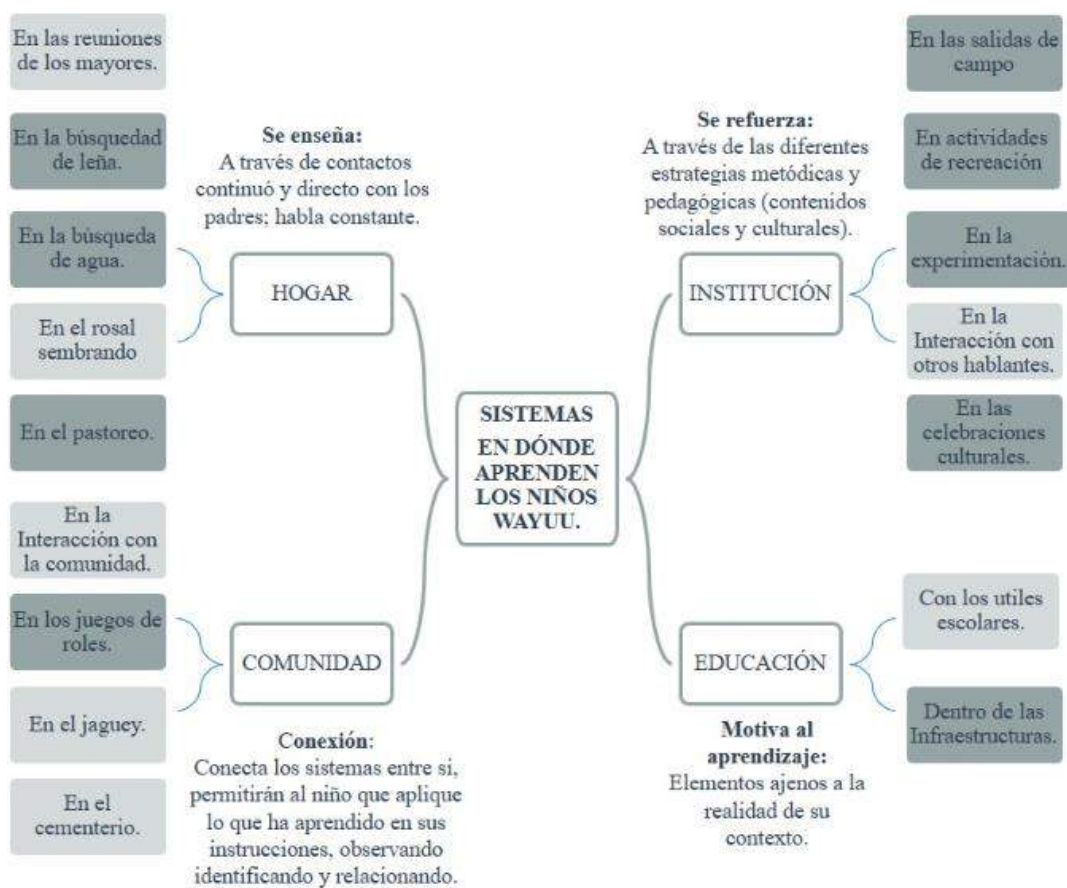 En las reuniones
de los mayores.
En la búsquedad
de leña.
En la búsqueda
de agua.
En el rosal
sembrando
En el pastoreo.
Se enseña:
A través de contactos
continuó y directo con los
padres; habla constante.
HOGAR
En la
Interacción con
la comunidad.
En los juegos de
roles.
En el jaguey.
En el
cementerio.
COMUNIDAD
Conexión:
Conecta los sistemas entre si,
permitirán al niño que aplique
lo que ha aprendido en sus
instrucciones, observando
identificando y relacionando.
SISTEMAS
EN DÓNDE
APRENDEN
LOS NIÑOS
WAYUU.
Se refuerza:
A través de las diferentes
estrategias metódicas y
pedagógicas (contenidos
sociales y culturales).
INSTITUCIÓN
En las salidas de
campo
En actividades
de recreación
En la
experimentación.
En la
Interacción con
otros hablantes.
En las
celebraciones
culturales.
EDUCACIÓN
Motiva al
aprendizaje:
Elementos ajenos a la
realidad de su
contexto.
Con los utiles
escolares.
Dentro de las
Infraestructuras.